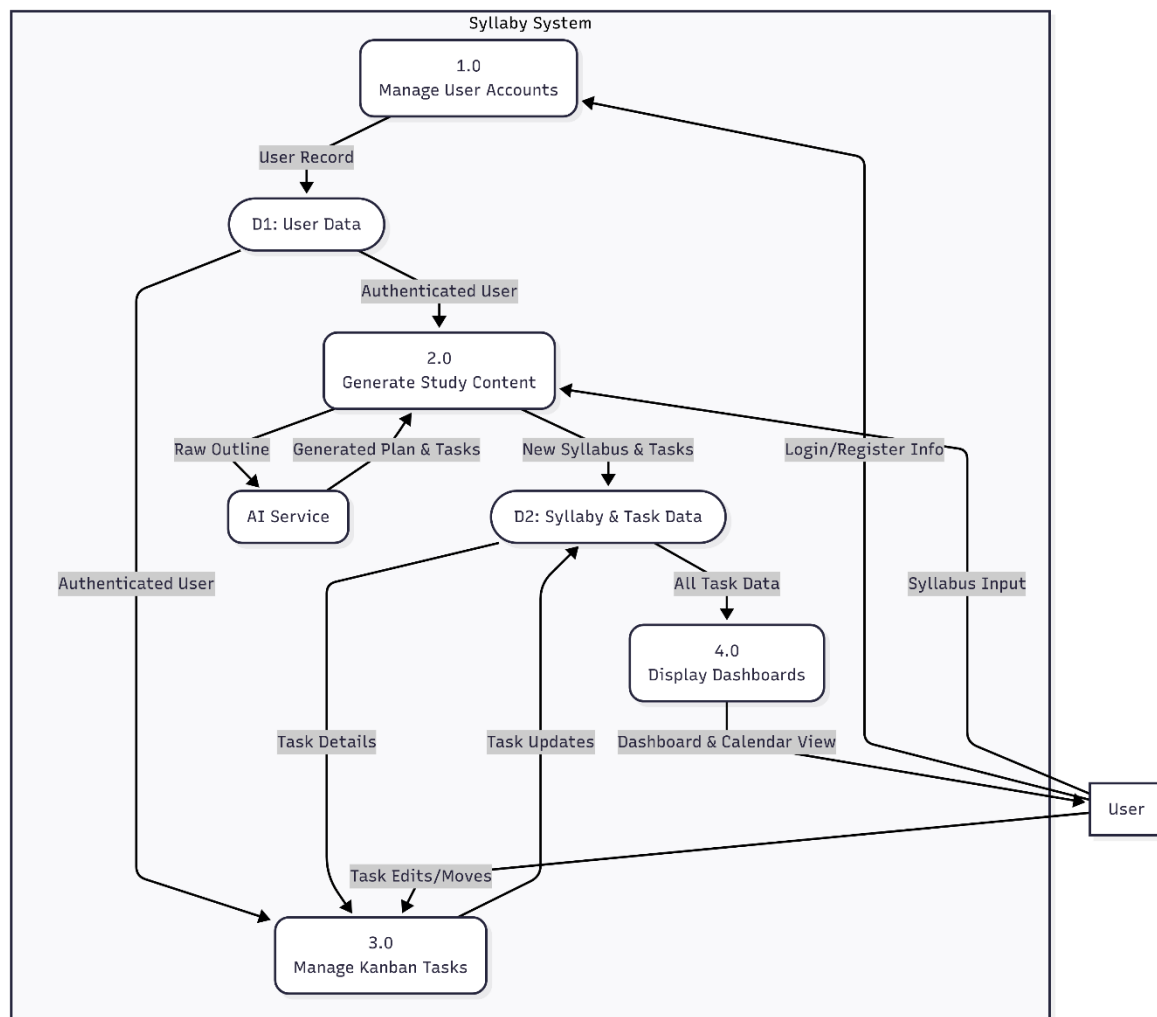 Syllaby System
1.0
Manage User Accounts
User Record
D1: User Data
Authenticated User
2.0
Generate Study Content
Raw Outline
Generated Plan & Tasks
New Syllabus & Tasks
Login/Register Info
AI Service
D2: Syllaby & Task Data
Authenticated User
All Task Data
Syllabus Input
4.0
Display Dashboards
Task Details
Task Updates
Dashboard & Calendar View
User
Task Edits/Moves
3.0
Manage Kanban Tasks